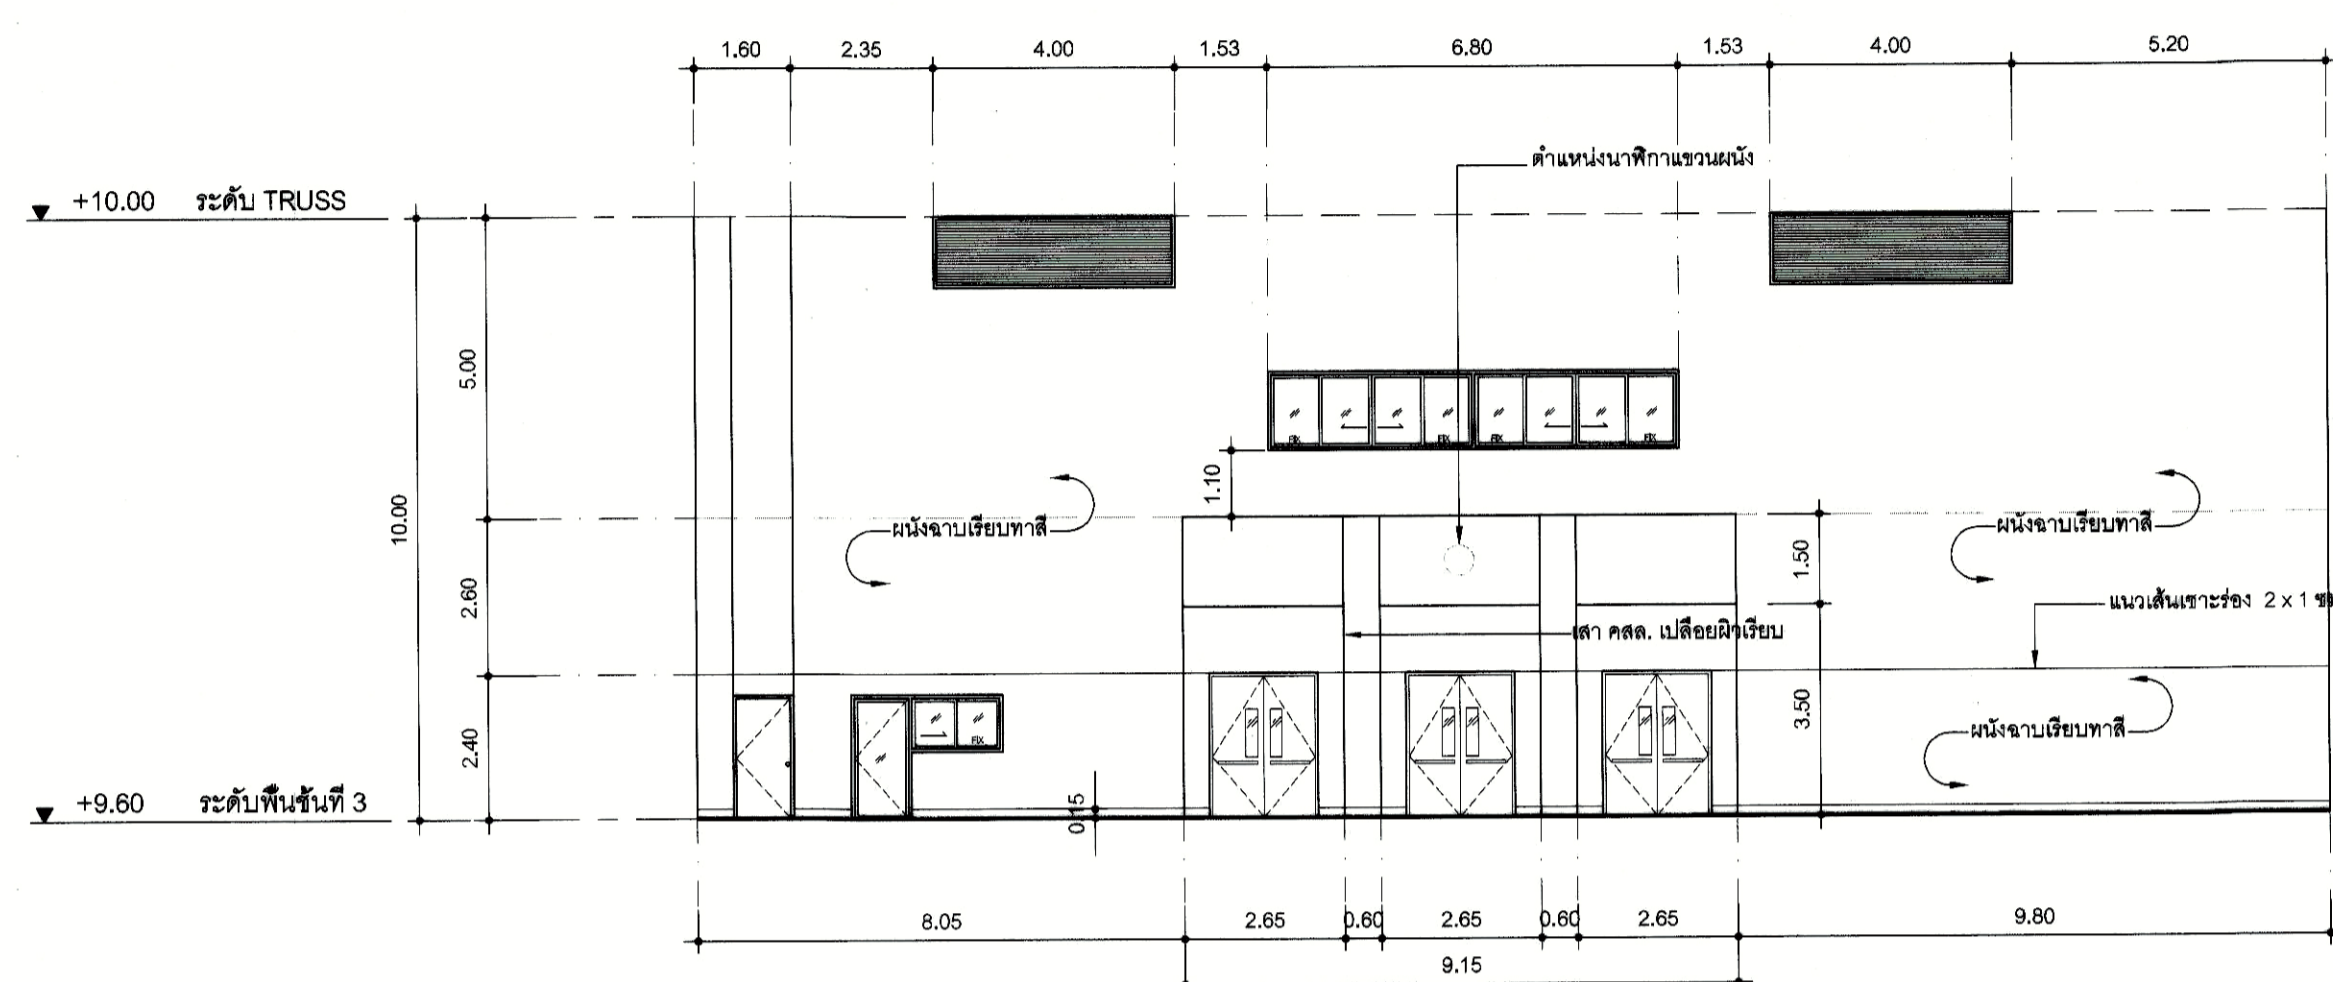 1.60 2.35 4.00 1.53 6.80 1.53 4.00 5.20
ตำแหน่งนาฬิกาแขวนผนัง
+10.00 ระดับ TRUSS
5.00
FIX FIX FIX FIX
1.10
10.00
ผนังฉาบเรียบทาสี
ผนังฉาบเรียบทาสี
1.50
2.60
แนวเส้นเซาะร่อง 2 x 1
เสา คสล. เปลือยผิวเรียบ
3.50
2.40
FIX
ผนังฉาบเรียบทาสี
+9.60 ระดับพื้นชั้นที่ 3
0.15
8.05 2.65 0.60 2.65 0.60 2.65 9.80
9.15